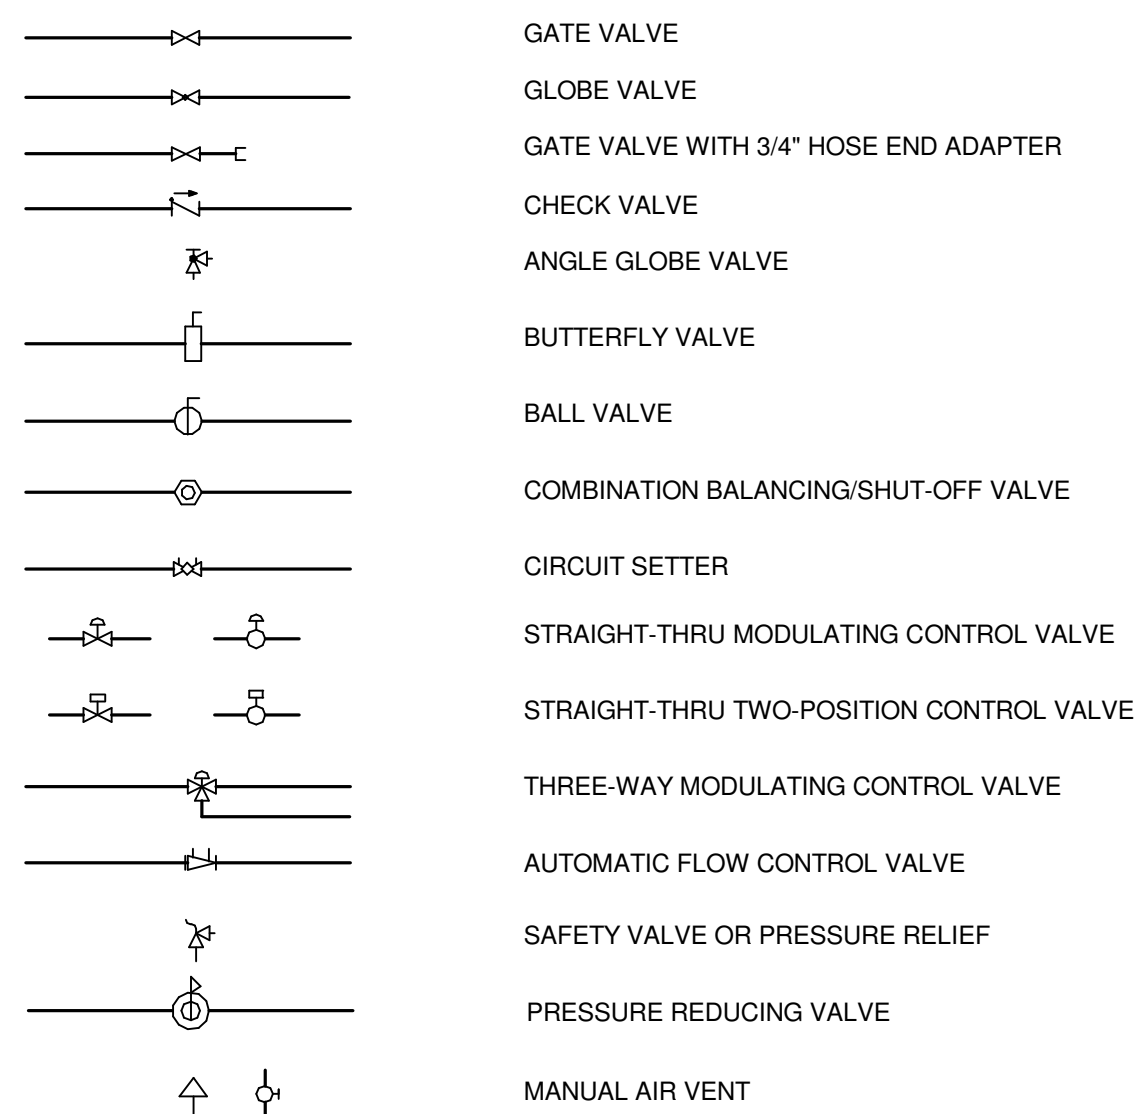 GATE VALVE
GLOBE VALVE
GATE VALVE WITH 3/4" HOSE END ADAPTER
CHECK VALVE
ANGLE GLOBE VALVE
BUTTERFLY VALVE
BALL VALVE
COMBINATION BALANCING/SHUT-OFF VALVE
CIRCUIT SETTER
STRAIGHT-THRU MODULATING CONTROL VALVE
STRAIGHT-THRU TWO-POSITION CONTROL VALVE
THREE-WAY MODULATING CONTROL VALVE
AUTOMATIC FLOW CONTROL VALVE
SAFETY VALVE OR PRESSURE RELIEF
PRESSURE REDUCING VALVE
MANUAL AIR VENT